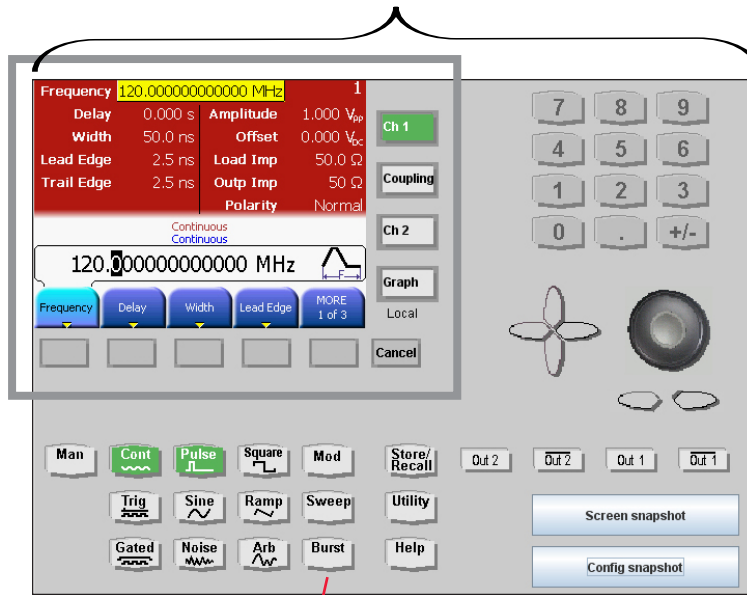 Frequency 120.000000000000 MHz 1
Delay 0.000 s Amplitude 1.000 Vpp
Width 50.0 ns Offset 0.000 VDC
Lead Edge 2.5 ns Load Imp 50.0 Ω
Trail Edge 2.5 ns Outp Imp 50 Ω
Polarity Normal
Continuous
Continuous
120.000000000000 MHz
F
Frequency Delay Width Lead Edge MORE
1 of 3
Ch 1
Coupling
Ch 2
Graph
Local
Cancel
7 8 9
4 5 6
1 2 3
0 . +/-
Man Cont Pulse Square Mod Store/
Recall
Trig Sine Ramp Sweep Utility
Gated Noise Arb Burst Help
Out 2 Out 2 Out 1 Out 1
Screen snapshot
Config snapshot